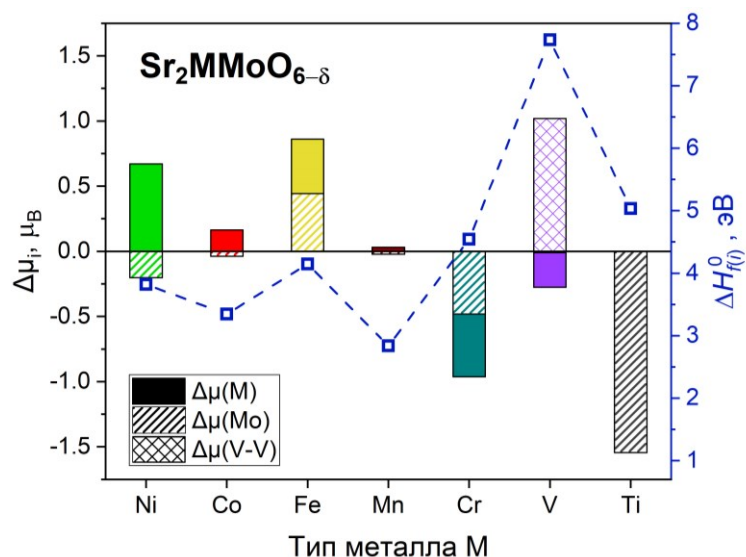 Sr₂MMoO₆₋δ
1.5
1.0
0.5
0.0
-0.5
-1.0
-1.5
Δμᵢ, μ_B
8
7
6
5
4
3
2
1
ΔH⁰f(i) , эВ
Δμ(M)
Δμ(Mo)
Δμ(V-V)
Ni Co Fe Mn Cr V Ti
Тип металла М